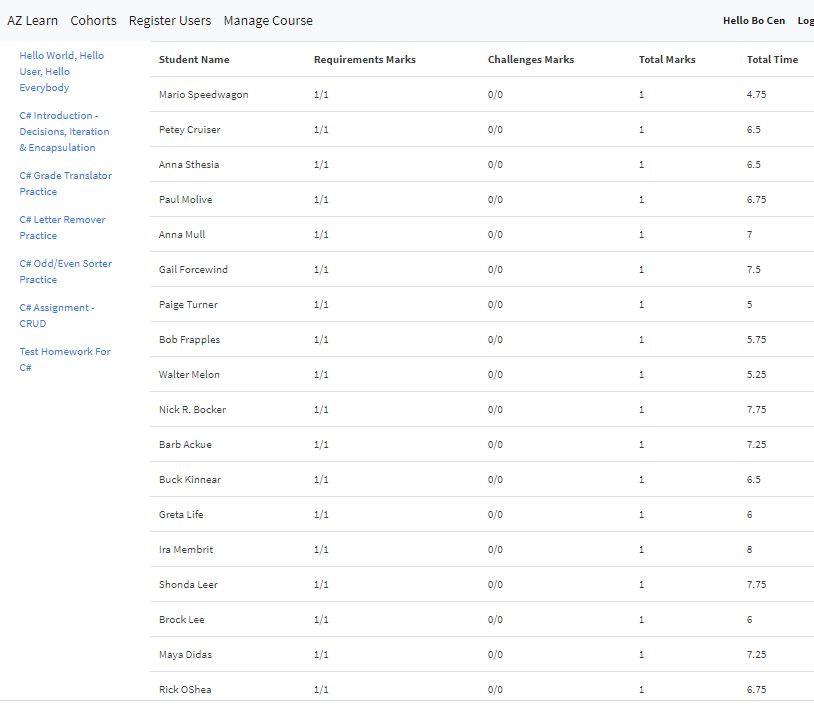 AZ Learn Cohorts Register Users Manage Course Hello Bo Cen Log
Hello World, Hello
User, Hello
Everybody
C# Introduction -
Decisions, Iteration
& Encapsulation
C# Grade Translator
Practice
C# Letter Remover
Practice
C# Odd/Even Sorter
Practice
C# Assignment -
CRUD
Test Homework For
C#
Student Name Requirements Marks Challenges Marks Total Marks Total Time
Mario Speedwagon 1/1 0/0 1 4.75
Petey Cruiser 1/1 0/0 1 6.5
Anna Sthesia 1/1 0/0 1 6.5
Paul Molive 1/1 0/0 1 6.75
Anna Mull 1/1 0/0 1 7
Gail Forcewind 1/1 0/0 1 7.5
Paige Turner 1/1 0/0 1 5
Bob Frapples 1/1 0/0 1 5.75
Walter Melon 1/1 0/0 1 5.25
Nick R. Bocker 1/1 0/0 1 7.75
Barb Ackue 1/1 0/0 1 7.25
Buck Kinnear 1/1 0/0 1 6.5
Greta Life 1/1 0/0 1 6
Ira Membrit 1/1 0/0 1 8
Shonda Leer 1/1 0/0 1 7.75
Brock Lee 1/1 0/0 1 6
Maya Didas 1/1 0/0 1 7.25
Rick OShea 1/1 0/0 1 6.75